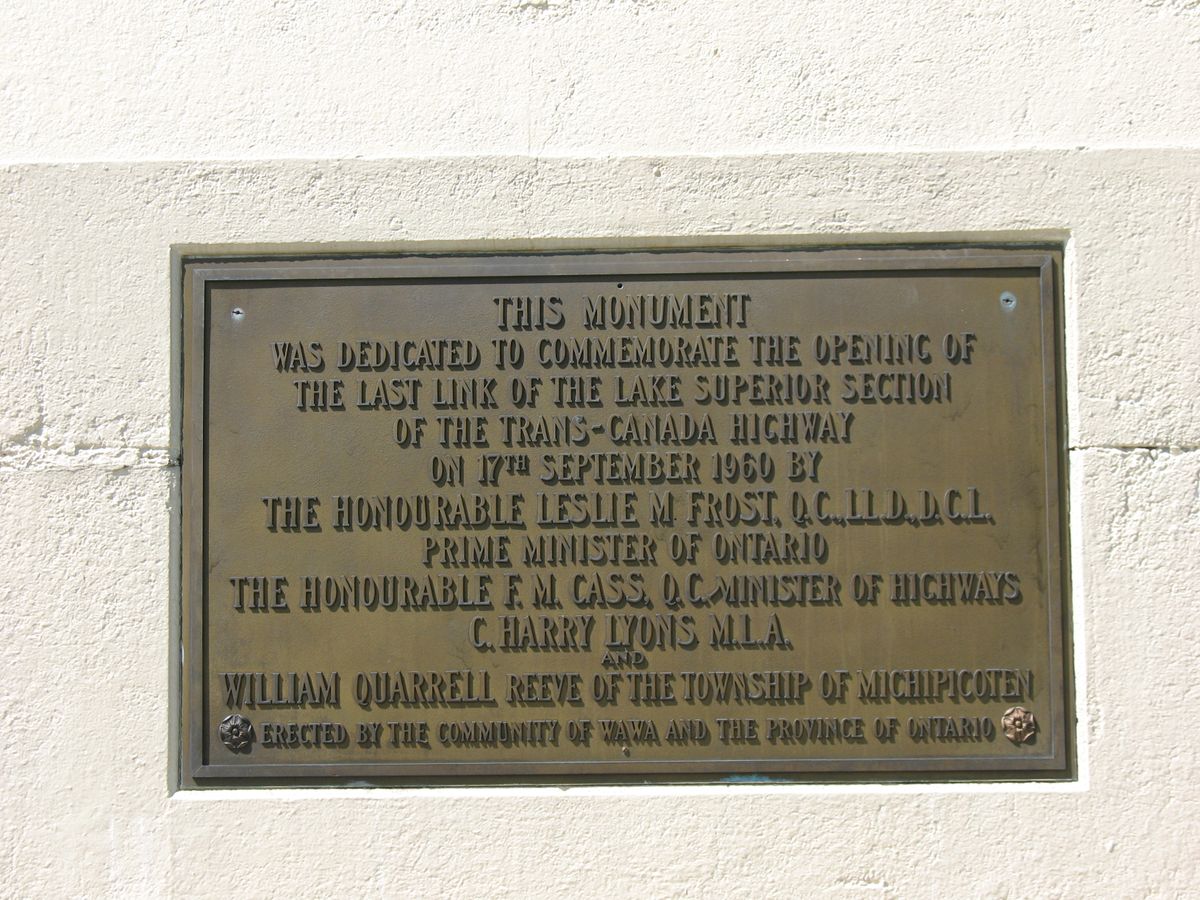 THIS MONUMENT
WAS DEDICATED TO COMMEMORATE THE OPENING OF
THE LAST LINK OF THE LAKE SUPERIOR SECTION
OF THE TRANS-CANADA HIGHWAY
ON 17TH SEPTEMBER 1960 BY
THE HONOURABLE LESLIE M. FROST, Q.C., LL.D., D.C.L.
PRIME MINISTER OF ONTARIO
THE HONOURABLE F. M. CASS, Q.C. MINISTER OF HIGHWAYS
C. HARRY LYONS M.L.A.
AND
WILLIAM QUARRELL REEVE OF THE TOWNSHIP OF MICHIPICOTEN
ERECTED BY THE COMMUNITY OF WAWA AND THE PROVINCE OF ONTARIO